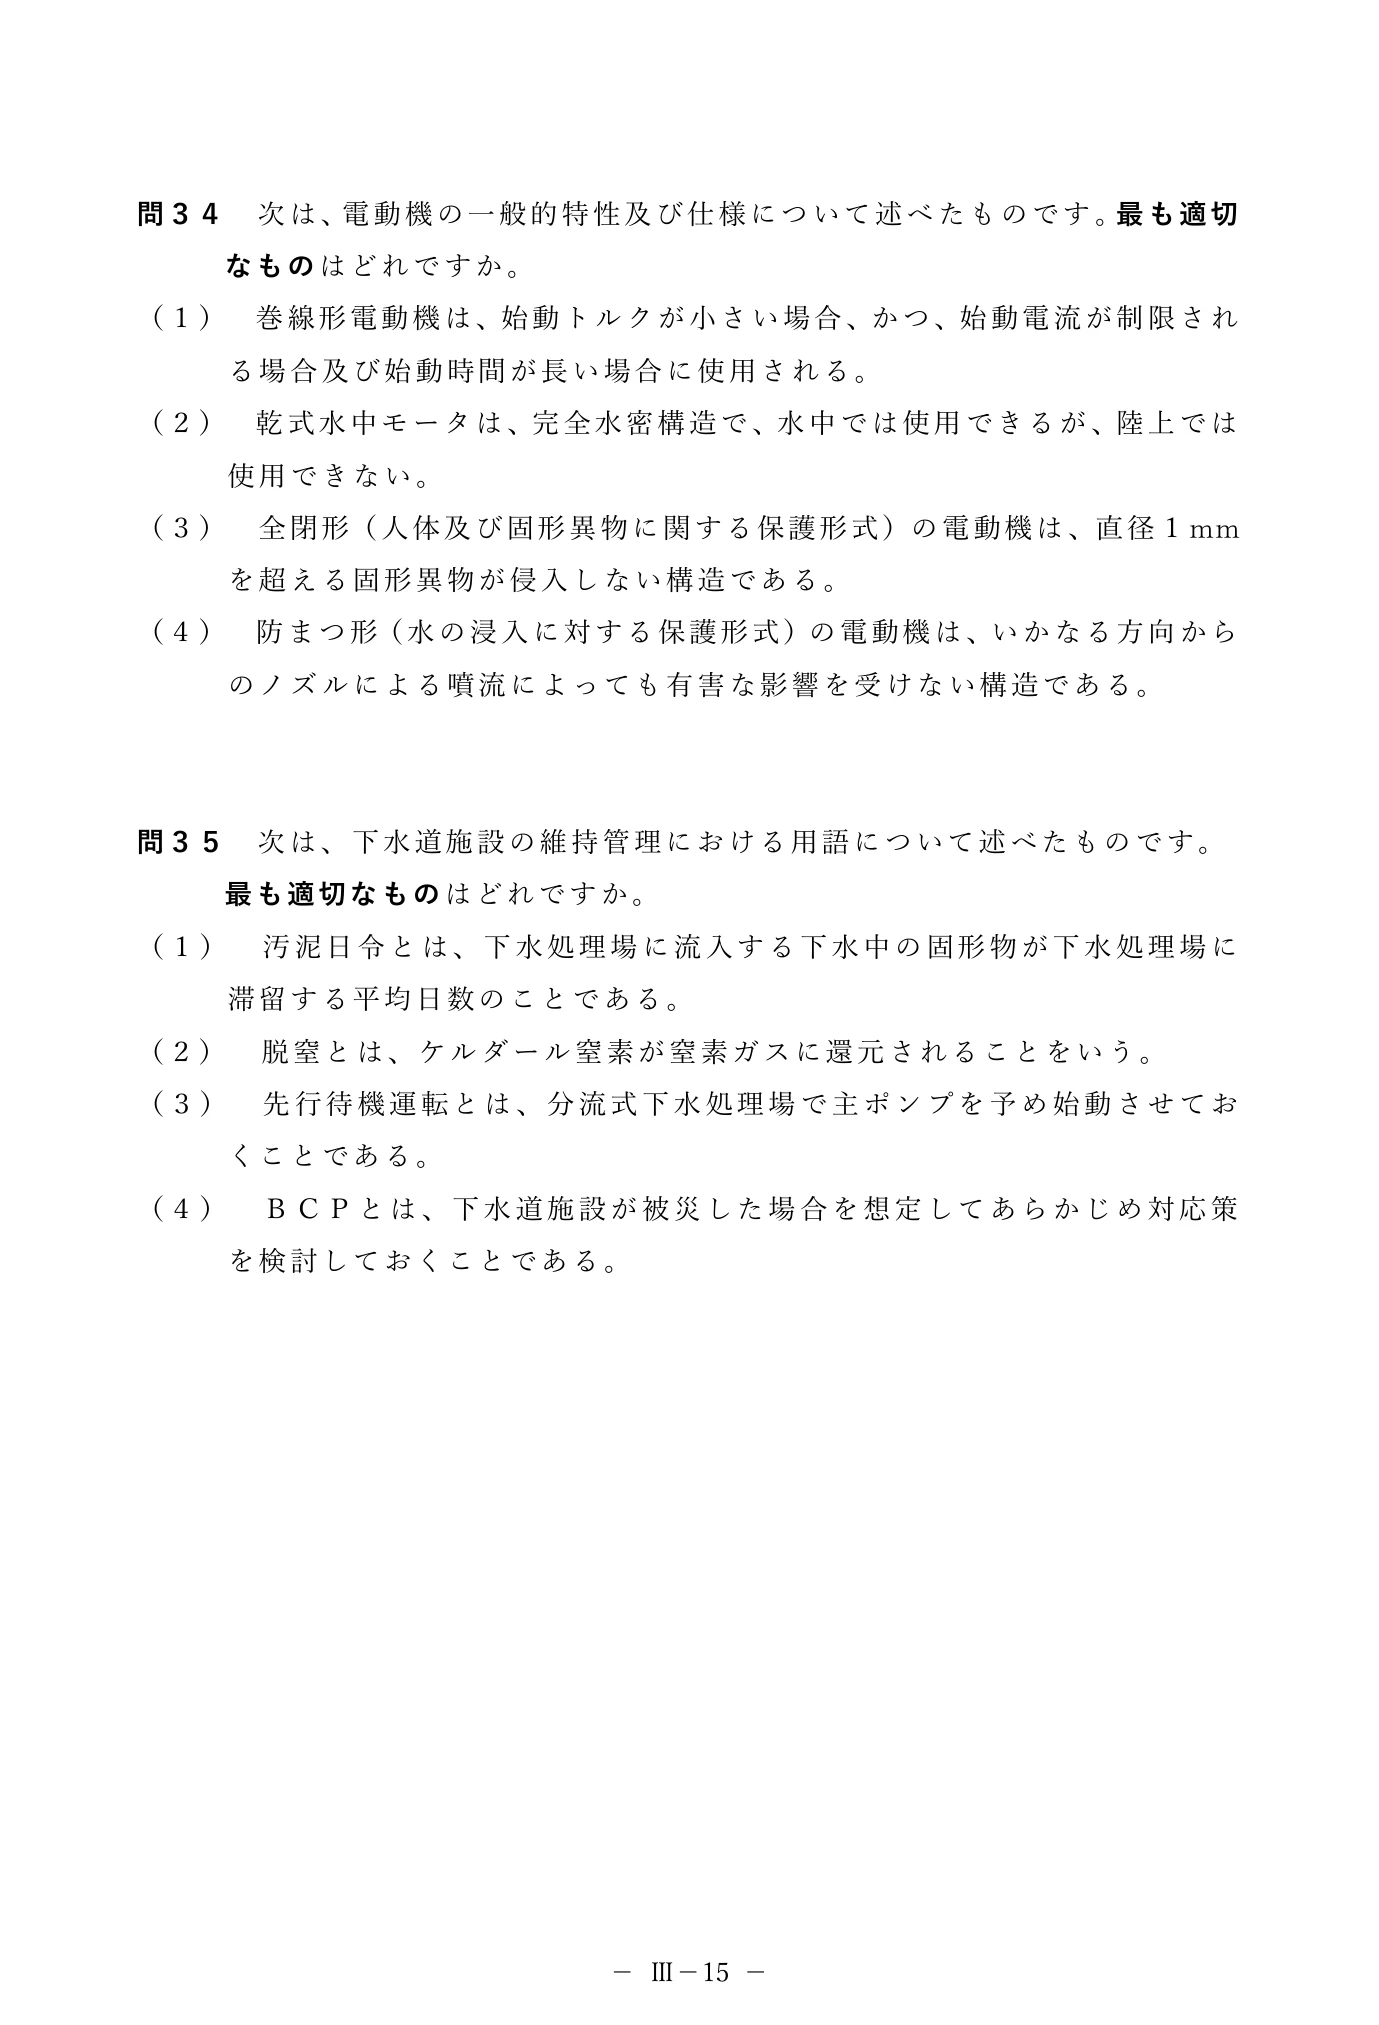 問３４　次は、電動機の一般的特性及び仕様について述べたものです。最も適切
なものはどれですか。
（１）　巻線形電動機は、始動トルクが小さい場合、かつ、始動電流が制限され
る場合及び始動時間が長い場合に使用される。
（２）　乾式水中モータは、完全水密構造で、水中では使用できるが、陸上では
使用できない。
（３）　全閉形（人体及び固形異物に関する保護形式）の電動機は、直径１mm
を超える固形異物が侵入しない構造である。
（４）　防まつ形（水の浸入に対する保護形式）の電動機は、いかなる方向から
のノズルによる噴流によっても有害な影響を受けない構造である。
問３５　次は、下水道施設の維持管理における用語について述べたものです。
最も適切なものはどれですか。
（１）　汚泥日令とは、下水処理場に流入する下水中の固形物が下水処理場に
滞留する平均日数のことである。
（２）　脱窒とは、ケルダール窒素が窒素ガスに還元されることをいう。
（３）　先行待機運転とは、分流式下水処理場で主ポンプを予め始動させてお
くことである。
（４）　ＢＣＰとは、下水道施設が被災した場合を想定してあらかじめ対応策
を検討しておくことである。
－ Ⅲ－15 －